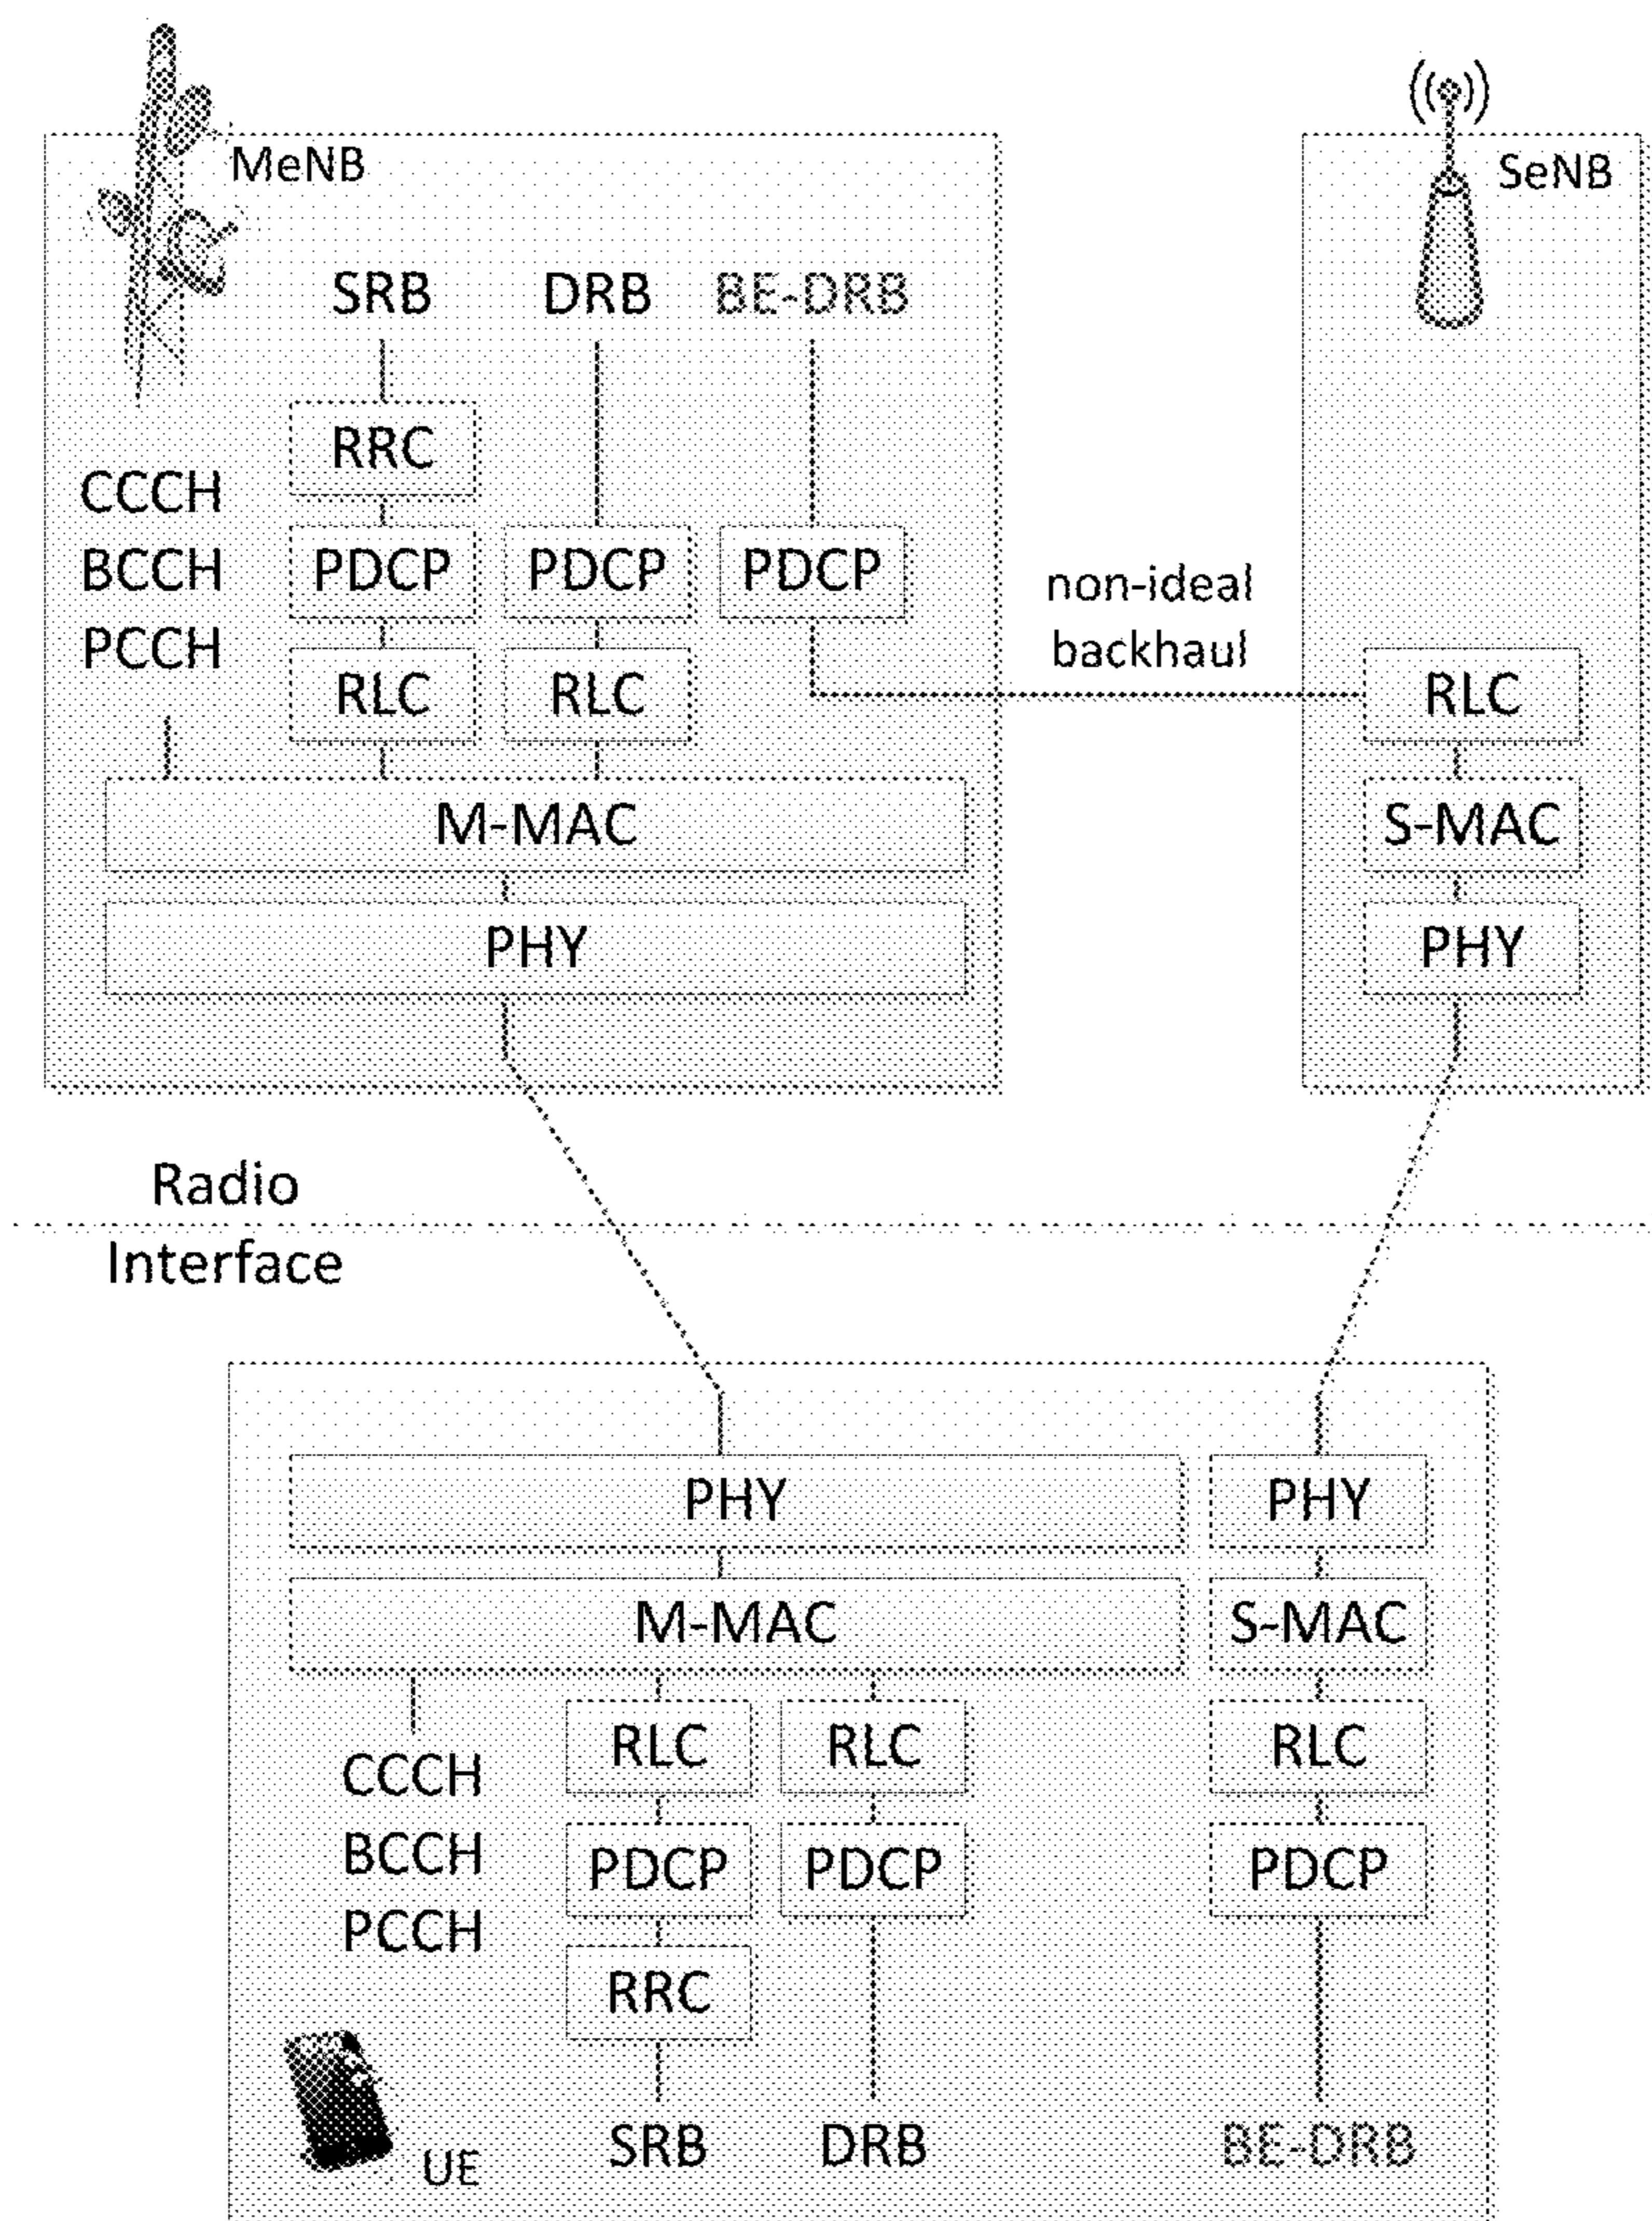 MeNB
SeNB
SRB DRB BE-DRB
RRC
CCCH
BCCH
PCCH
PDCP PDCP PDCP
non-ideal
backhaul
RLC RLC RLC
M-MAC S-MAC
PHY PHY
Radio
Interface
PHY PHY
M-MAC S-MAC
RLC RLC RLC
CCCH
BCCH
PCCH
PDCP PDCP PDCP
RRC
UE
SRB DRB BE-DRB